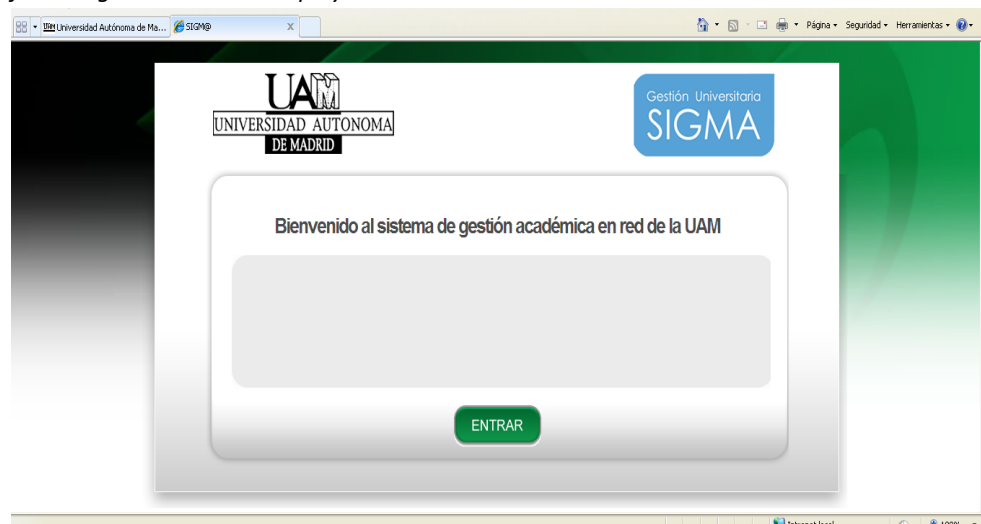 UAM Universidad Autónoma de Ma... SIGM@ X Página Seguridad Herramientas
UAM
UNIVERSIDAD AUTONOMA
DE MADRID
Gestión Universitaria
SIGMA
Bienvenido al sistema de gestión académica en red de la UAM
ENTRAR